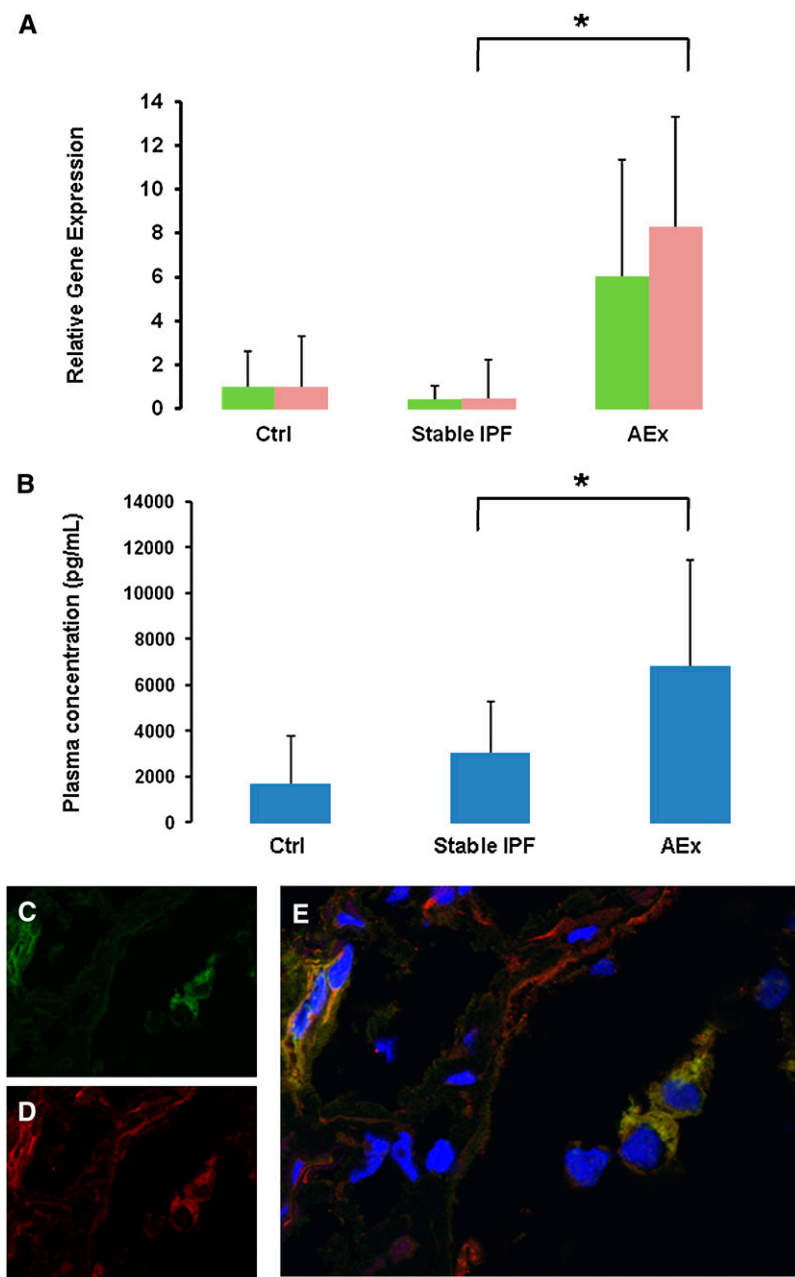 A
*
Relative Gene Expression
14
12
10
8
6
4
2
0
Ctrl Stable IPF AEx
B
*
Plasma concentration (pg/mL)
14000
12000
10000
8000
6000
4000
2000
0
Ctrl Stable IPF AEx
C
D
E